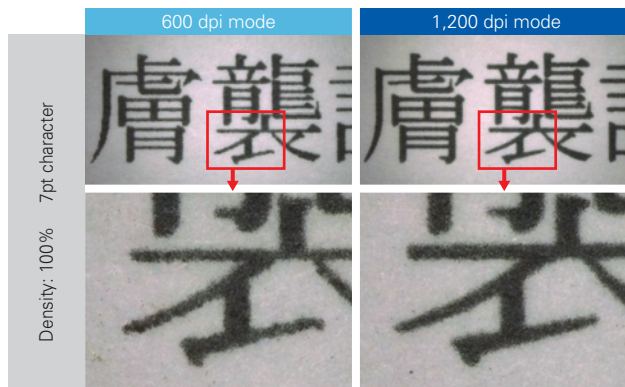 600 dpi mode
1,200 dpi mode
Density: 100% 7pt character
膚襲
膚襲